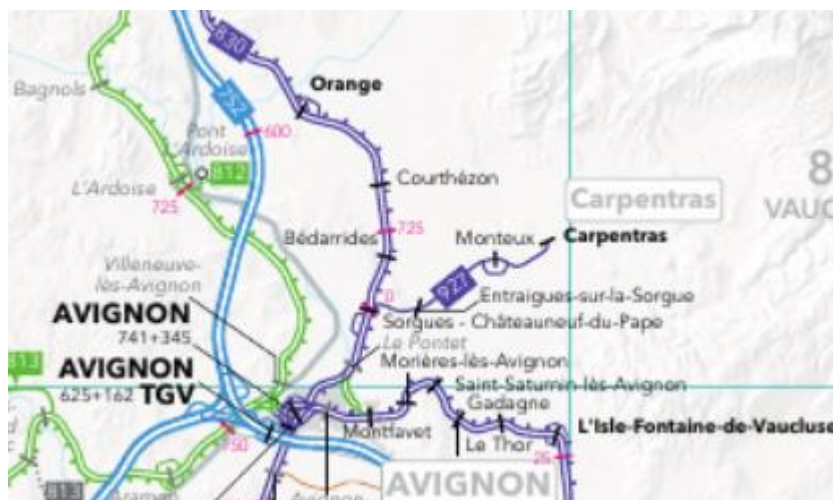 830
Orange
Bagnols
752
Pont
L'Ardoise
600
812
L'Ardoise
725
Courthézon
Carpentras
8
VAUC
Bédarrides
725
Monteux
Carpentras
927
Villeneuve-
lès-Avignon
0
Entraigues-sur-la-Sorgue
AVIGNON
741+345
Sorgues - Châteauneuf-du-Pape
Le Pontet
AVIGNON
625+162 TGV
Morières-lès-Avignon
Saint-Saturnin-lès-Avignon
813
Gadagne
Montfavet
Le Thor
L'Isle-Fontaine-de-Vaucluse
750
25
AVIGNON
813
Aramon
Avignon-